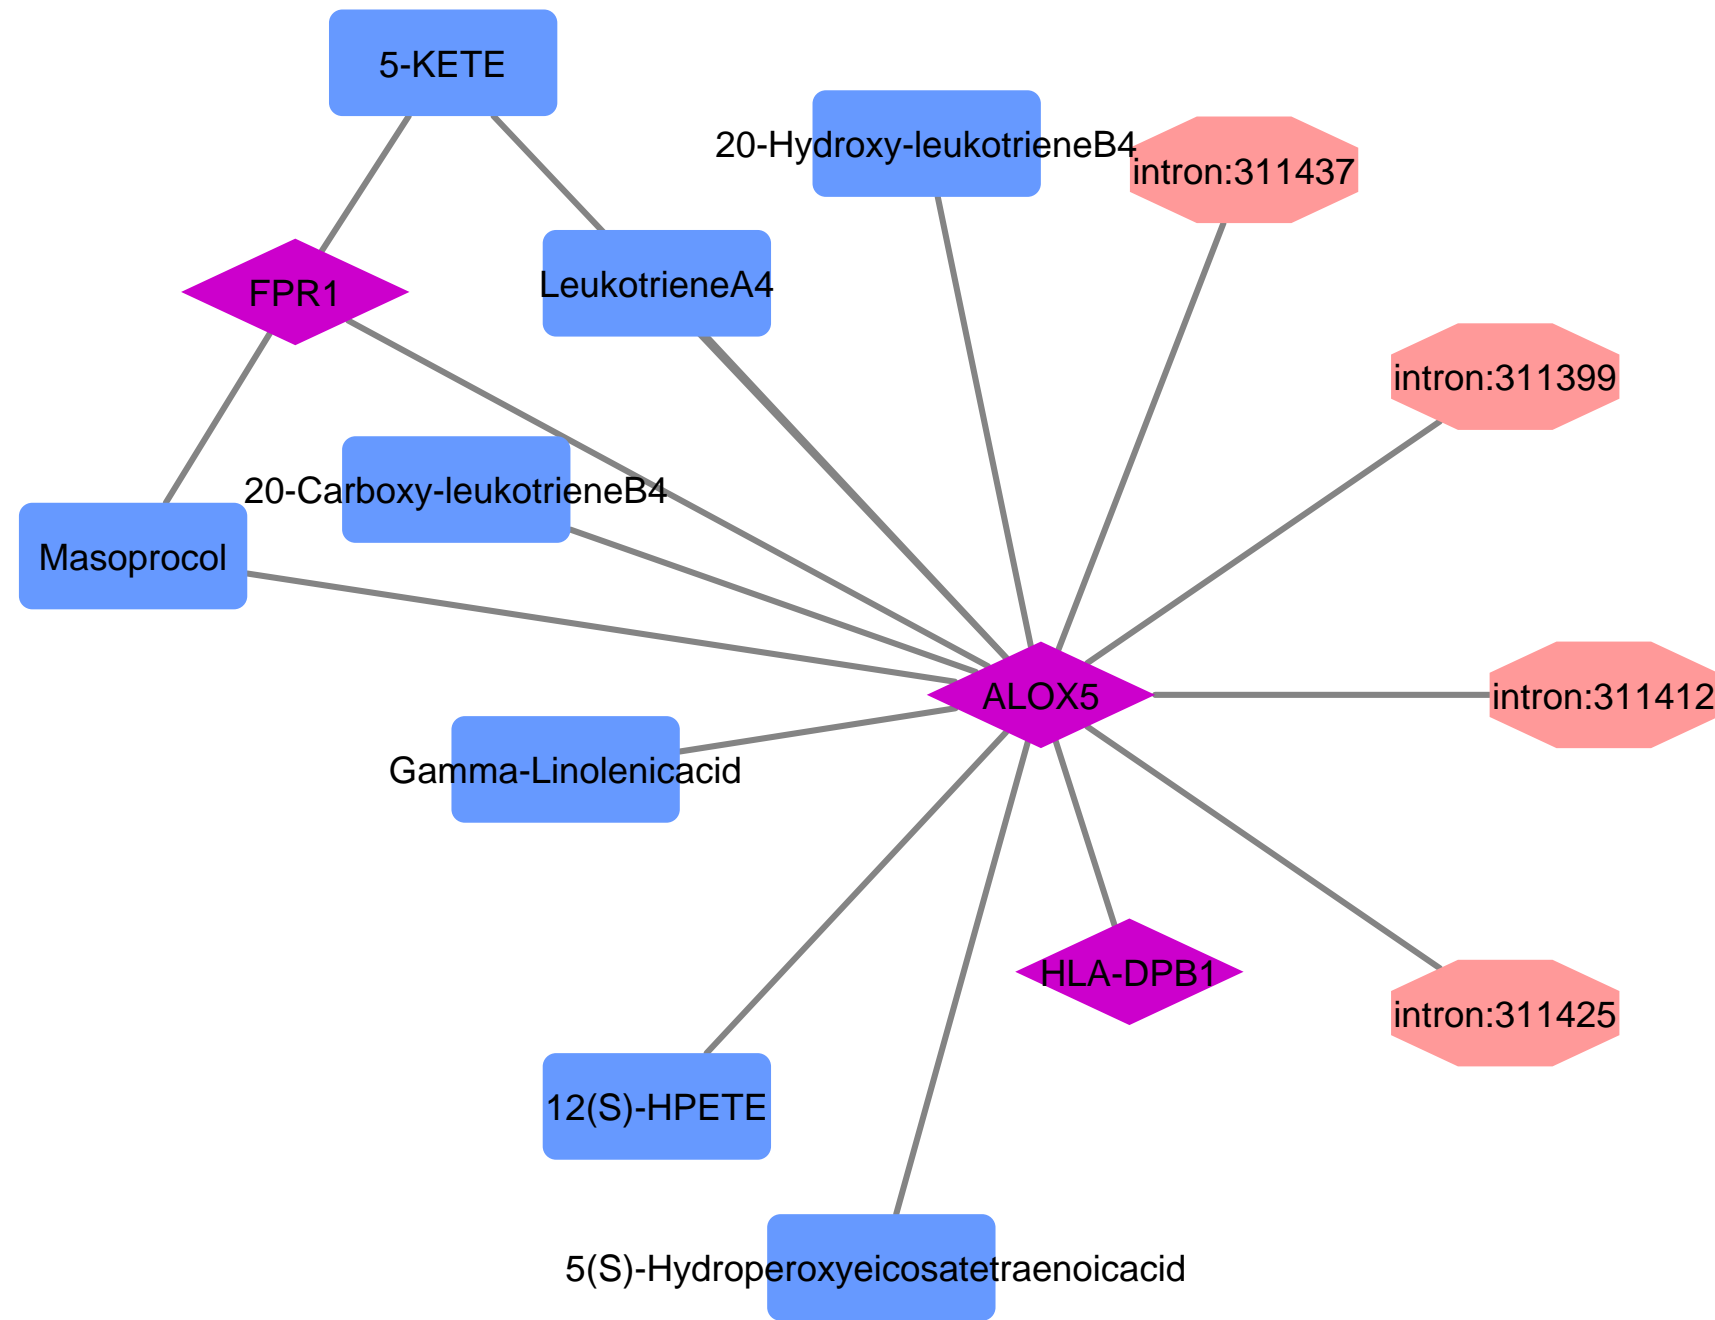 5-KETE
20-Hydroxy-leukotrieneB4
intron:311437
LeukotrieneA4
FPR1
intron:311399
20-Carboxy-leukotrieneB4
Masoprocol
ALOX5
intron:311412
Gamma-Linolenicacid
HLA-DPB1
intron:311425
12(S)-HPETE
5(S)-Hydroperoxyeicosatetraenoicacid